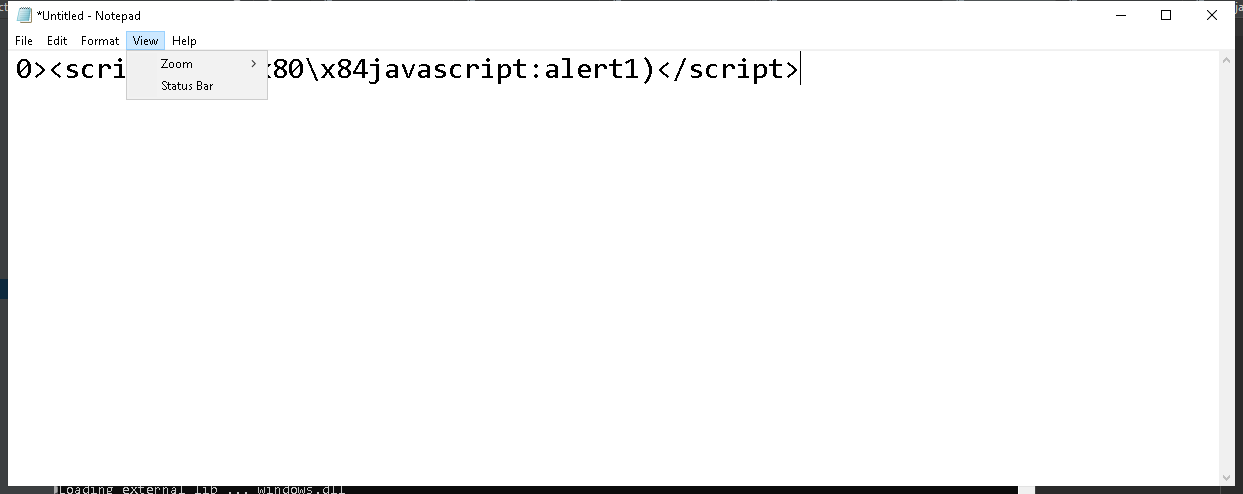 *Untitled - Notepad
File Edit Format View Help
0><scri x80\x84javascript:alert1)</script>
Zoom
Status Bar
Loading external lib ... windows.dll